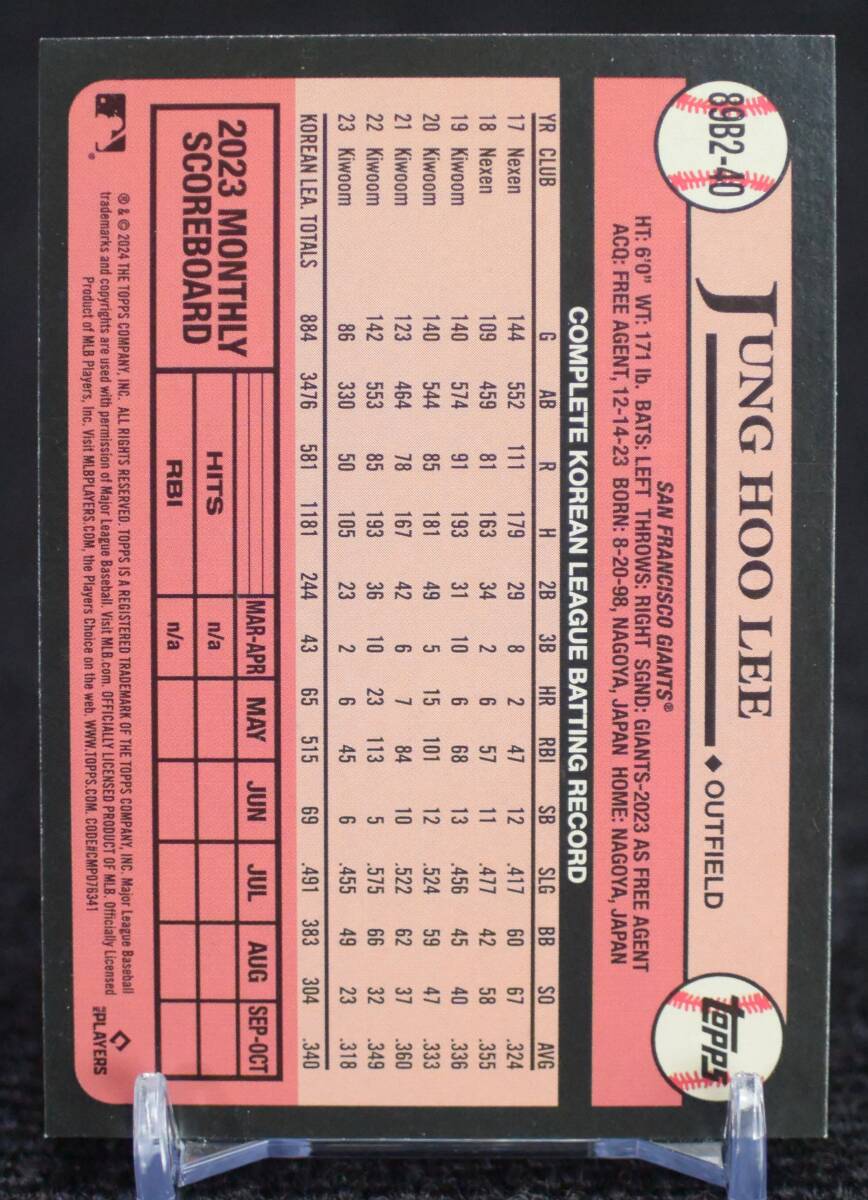 89B2-40
JUNG HOO LEE ♦ OUTFIELD
topps
SAN FRANCISCO GIANTS®
HT: 6'0" WT: 171 lb. BATS: LEFT THROWS: RIGHT SGND: GIANTS-2023 AS FREE AGENT
ACQ: FREE AGENT, 12-14-23 BORN: 8-20-98, NAGOYA, JAPAN HOME: NAGOYA, JAPAN
COMPLETE KOREAN LEAGUE BATTING RECORD
YR CLUB G AB R H 2B 3B HR RBI SB SLG BB SO AVG
17 Nexen 144 552 111 179 29 8 2 47 12 .417 60 67 .324
18 Nexen 109 459 81 163 34 2 6 57 11 .477 42 58 .355
19 Kiwoom 140 574 91 193 31 10 6 68 13 .456 45 40 .336
20 Kiwoom 140 544 85 181 49 5 15 101 12 .524 59 47 .333
21 Kiwoom 123 464 78 167 42 6 7 84 10 .522 62 37 .360
22 Kiwoom 142 553 85 193 36 10 23 113 5 .575 66 32 .349
23 Kiwoom 86 330 50 105 23 2 6 45 6 .455 49 23 .318
KOREAN LEA. TOTALS 884 3476 581 1181 244 43 65 515 69 .491 383 304 .340
2023 MONTHLY
SCOREBOARD
MAR-APR MAY JUN JUL AUG SEP-OCT
HITS n/a
RBI n/a
® & © 2024 THE TOPPS COMPANY, INC. ALL RIGHTS RESERVED. TOPPS IS A REGISTERED TRADEMARK OF THE TOPPS COMPANY, INC. Major League Baseball
trademarks and copyrights are used with permission of Major League Baseball. Visit MLB.com. OFFICIALLY LICENSED PRODUCT OF MLB. Officially Licensed
Product of MLB Players, Inc. Visit MLBPLAYERS.COM, the Players Choice on the web. WWW.TOPPS.COM. CODE#CMP076341
MLBPLAYERS